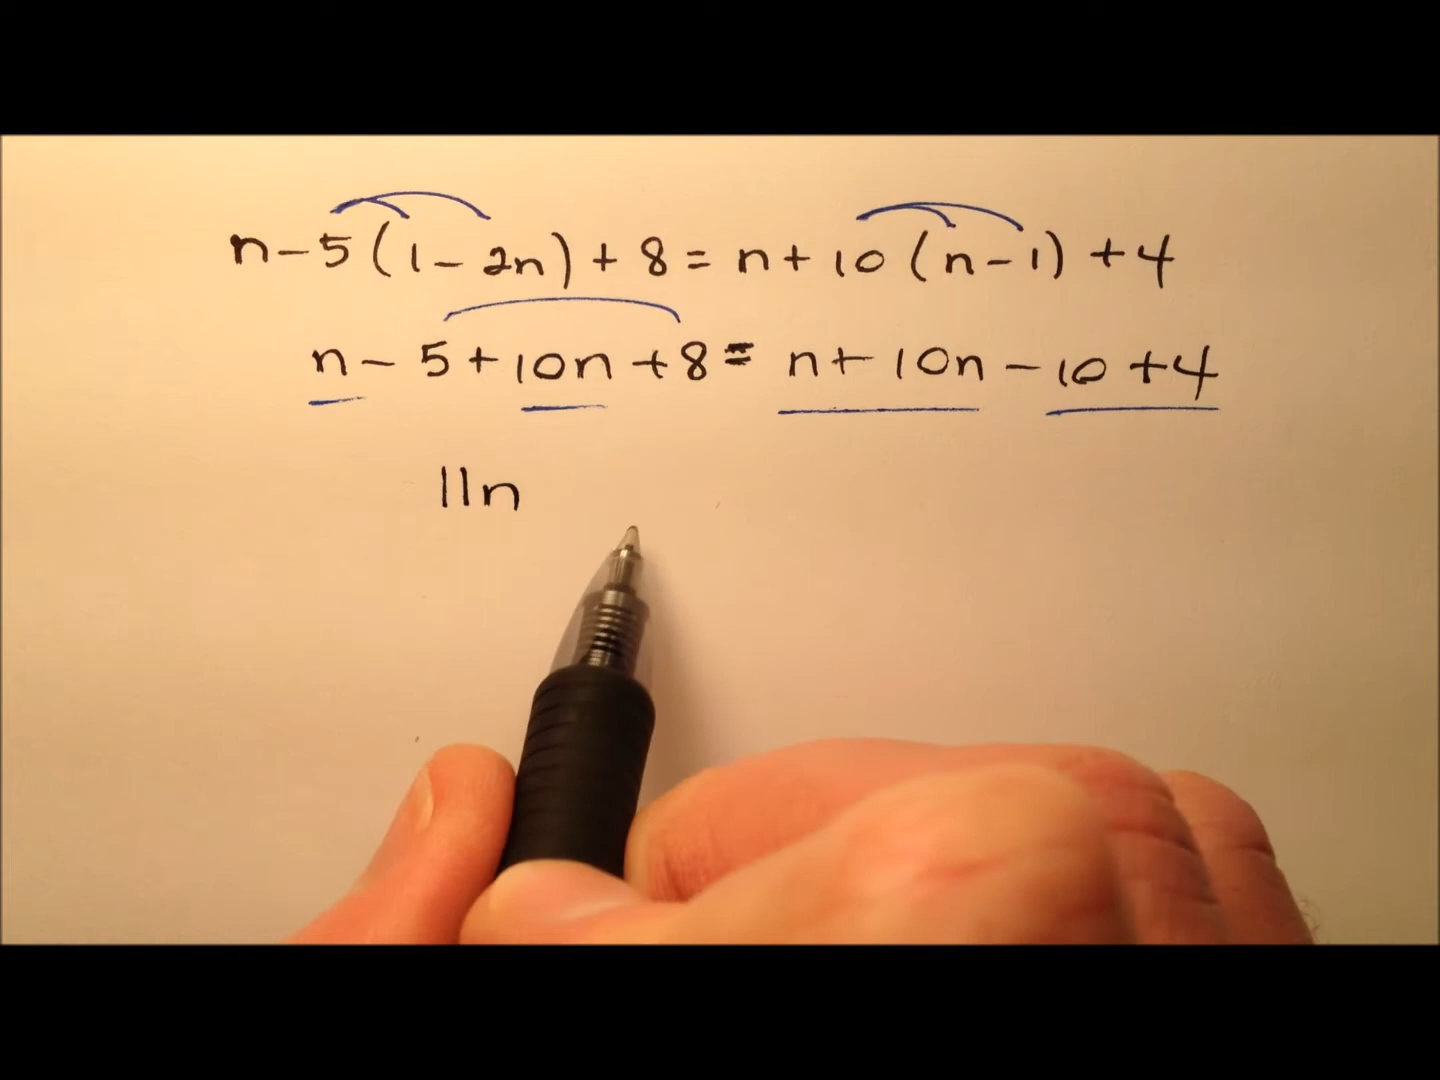 n - 5 (1 - 2n) + 8 = n + 10 (n - 1) + 4
n - 5 + 10n + 8 = n + 10n - 10 + 4
11n